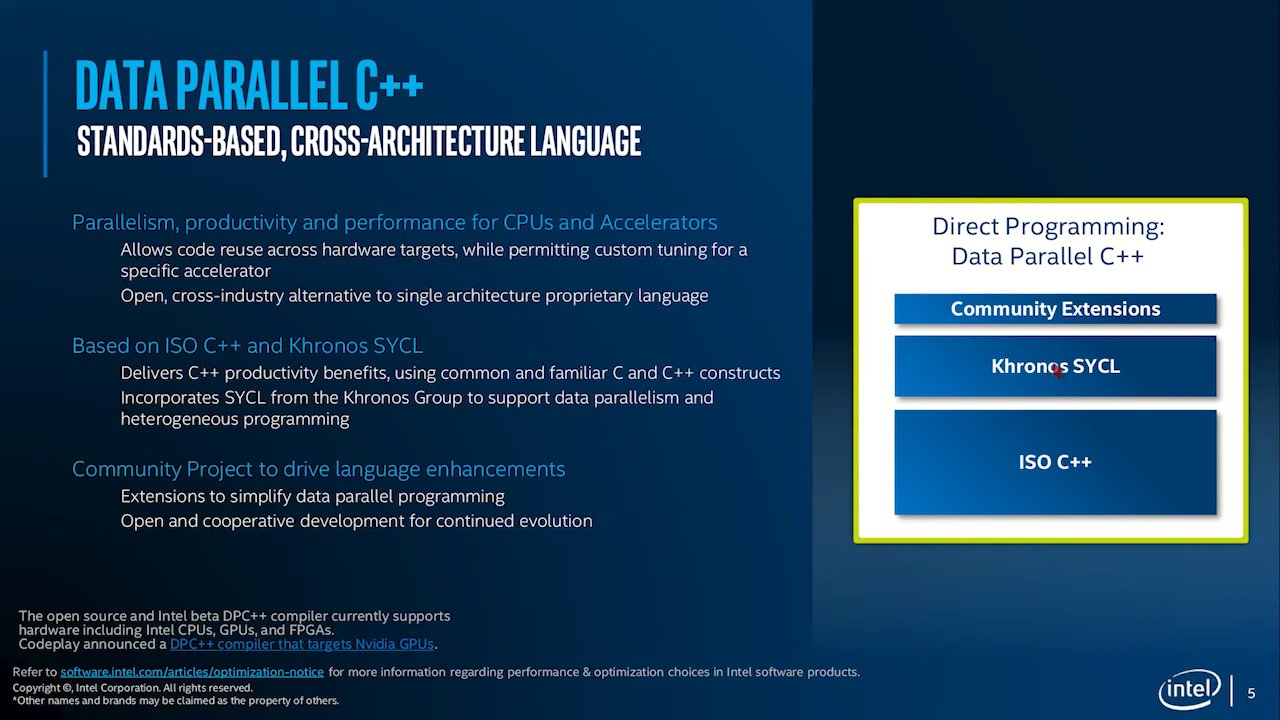 DATA PARALLEL C++
STANDARDS-BASED, CROSS-ARCHITECTURE LANGUAGE
Parallelism, productivity and performance for CPUs and Accelerators
Allows code reuse across hardware targets, while permitting custom tuning for a
specific accelerator
Open, cross-industry alternative to single architecture proprietary language
Based on ISO C++ and Khronos SYCL
Delivers C++ productivity benefits, using common and familiar C and C++ constructs
Incorporates SYCL from the Khronos Group to support data parallelism and
heterogeneous programming
Community Project to drive language enhancements
Extensions to simplify data parallel programming
Open and cooperative development for continued evolution
Direct Programming:
Data Parallel C++
Community Extensions
Khronos SYCL
ISO C++
The open source and Intel beta DPC++ compiler currently supports
hardware including Intel CPUs, GPUs, and FPGAs.
Codeplay announced a DPC++ compiler that targets Nvidia GPUs.
Refer to software.intel.com/articles/optimization-notice for more information regarding performance & optimization choices in Intel software products.
Copyright ©, Intel Corporation. All rights reserved.
*Other names and brands may be claimed as the property of others.
intel
5